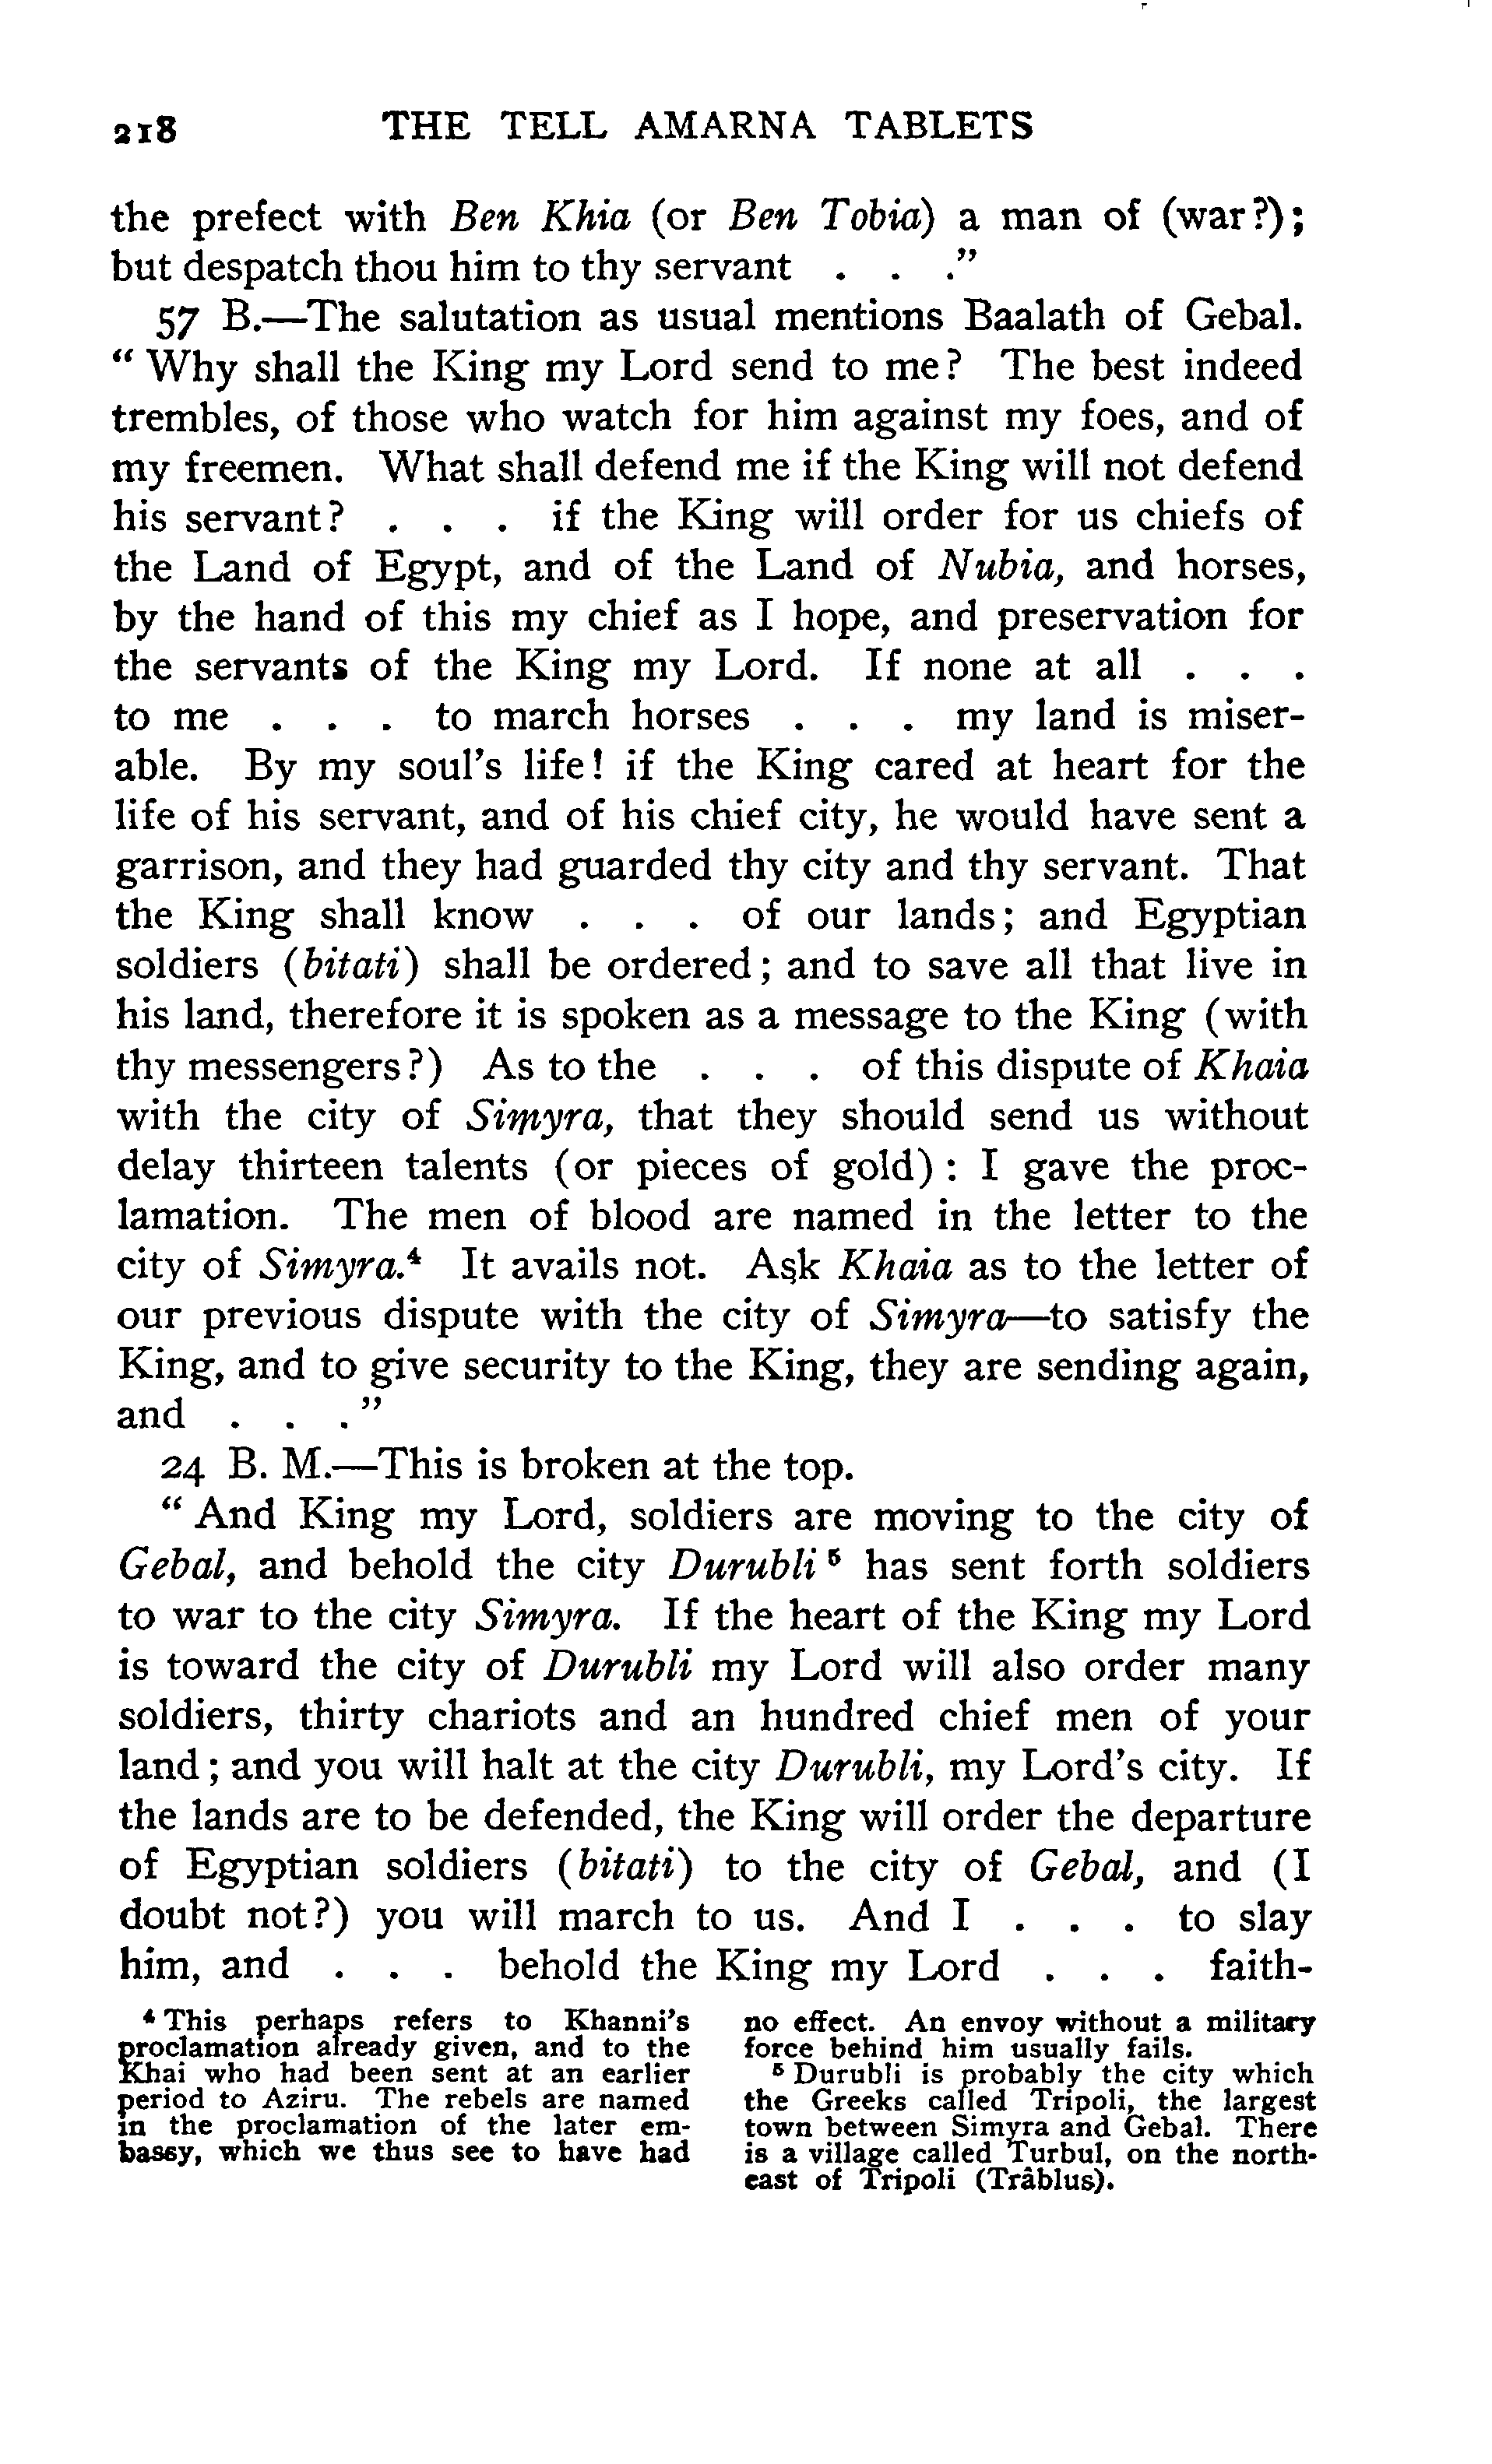 218 THE TELL AMARNA TABLETS
the prefect with Ben Khia (or Ben Tobia) a man of (war?);
but despatch thou him to thy servant . . ."
57 B.—The salutation as usual mentions Baalath of Gebal.
"Why shall the King my Lord send to me? The best indeed
trembles, of those who watch for him against my foes, and of
my freemen. What shall defend me if the King will not defend
his servant? . . . if the King will order for us chiefs of
the Land of Egypt, and of the Land of Nubia, and horses,
by the hand of this my chief as I hope, and preservation for
the servants of the King my Lord. If none at all . . .
to me . . . to march horses . . . my land is miser-
able. By my soul's life! if the King cared at heart for the
life of his servant, and of his chief city, he would have sent a
garrison, and they had guarded thy city and thy servant. That
the King shall know . . . of our lands; and Egyptian
soldiers (bitati) shall be ordered; and to save all that live in
his land, therefore it is spoken as a message to the King (with
thy messengers?) As to the . . . of this dispute of Khaia
with the city of Simyra, that they should send us without
delay thirteen talents (or pieces of gold): I gave the proc-
lamation. The men of blood are named in the letter to the
city of Simyra.⁴ It avails not. Ask Khaia as to the letter of
our previous dispute with the city of Simyra—to satisfy the
King, and to give security to the King, they are sending again,
and . . ."
24 B. M.—This is broken at the top.
"And King my Lord, soldiers are moving to the city of
Gebal, and behold the city Durubli⁵ has sent forth soldiers
to war to the city Simyra. If the heart of the King my Lord
is toward the city of Durubli my Lord will also order many
soldiers, thirty chariots and an hundred chief men of your
land; and you will halt at the city Durubli, my Lord's city. If
the lands are to be defended, the King will order the departure
of Egyptian soldiers (bitati) to the city of Gebal, and (I
doubt not?) you will march to us. And I . . . to slay
him, and . . . behold the King my Lord . . . faith-
⁴ This perhaps refers to Khanni's
proclamation already given, and to the
Khai who had been sent at an earlier
period to Aziru. The rebels are named
in the proclamation of the later em-
bassy, which we thus see to have had
no effect. An envoy without a military
force behind him usually fails.
⁵ Durubli is probably the city which
the Greeks called Tripoli, the largest
town between Simyra and Gebal. There
is a village called Turbul, on the north-
east of Tripoli (Trâblus).